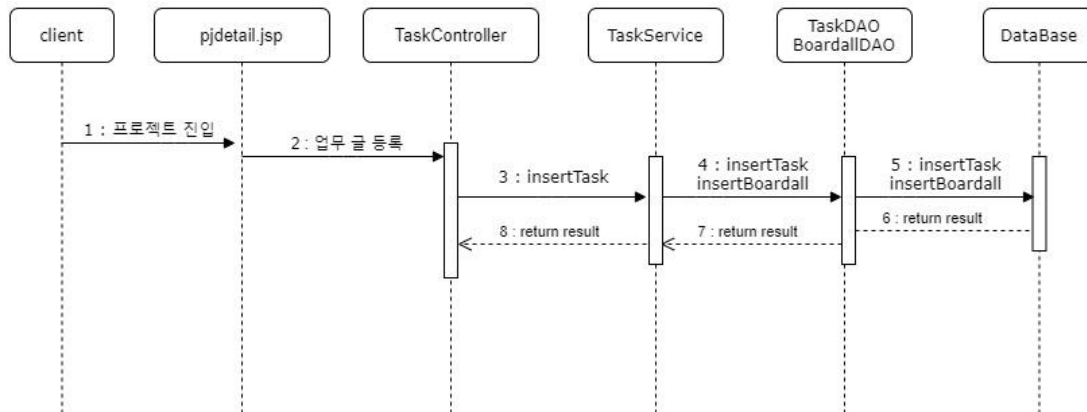 client
pjdetail.jsp
TaskController
TaskService
TaskDAO
BoardallDAO
DataBase
1 : 프로젝트 진입
2 : 업무 글 등록
3 : insertTask
4 : insertTask
insertBoardall
5 : insertTask
insertBoardall
6 : return result
7 : return result
8 : return result